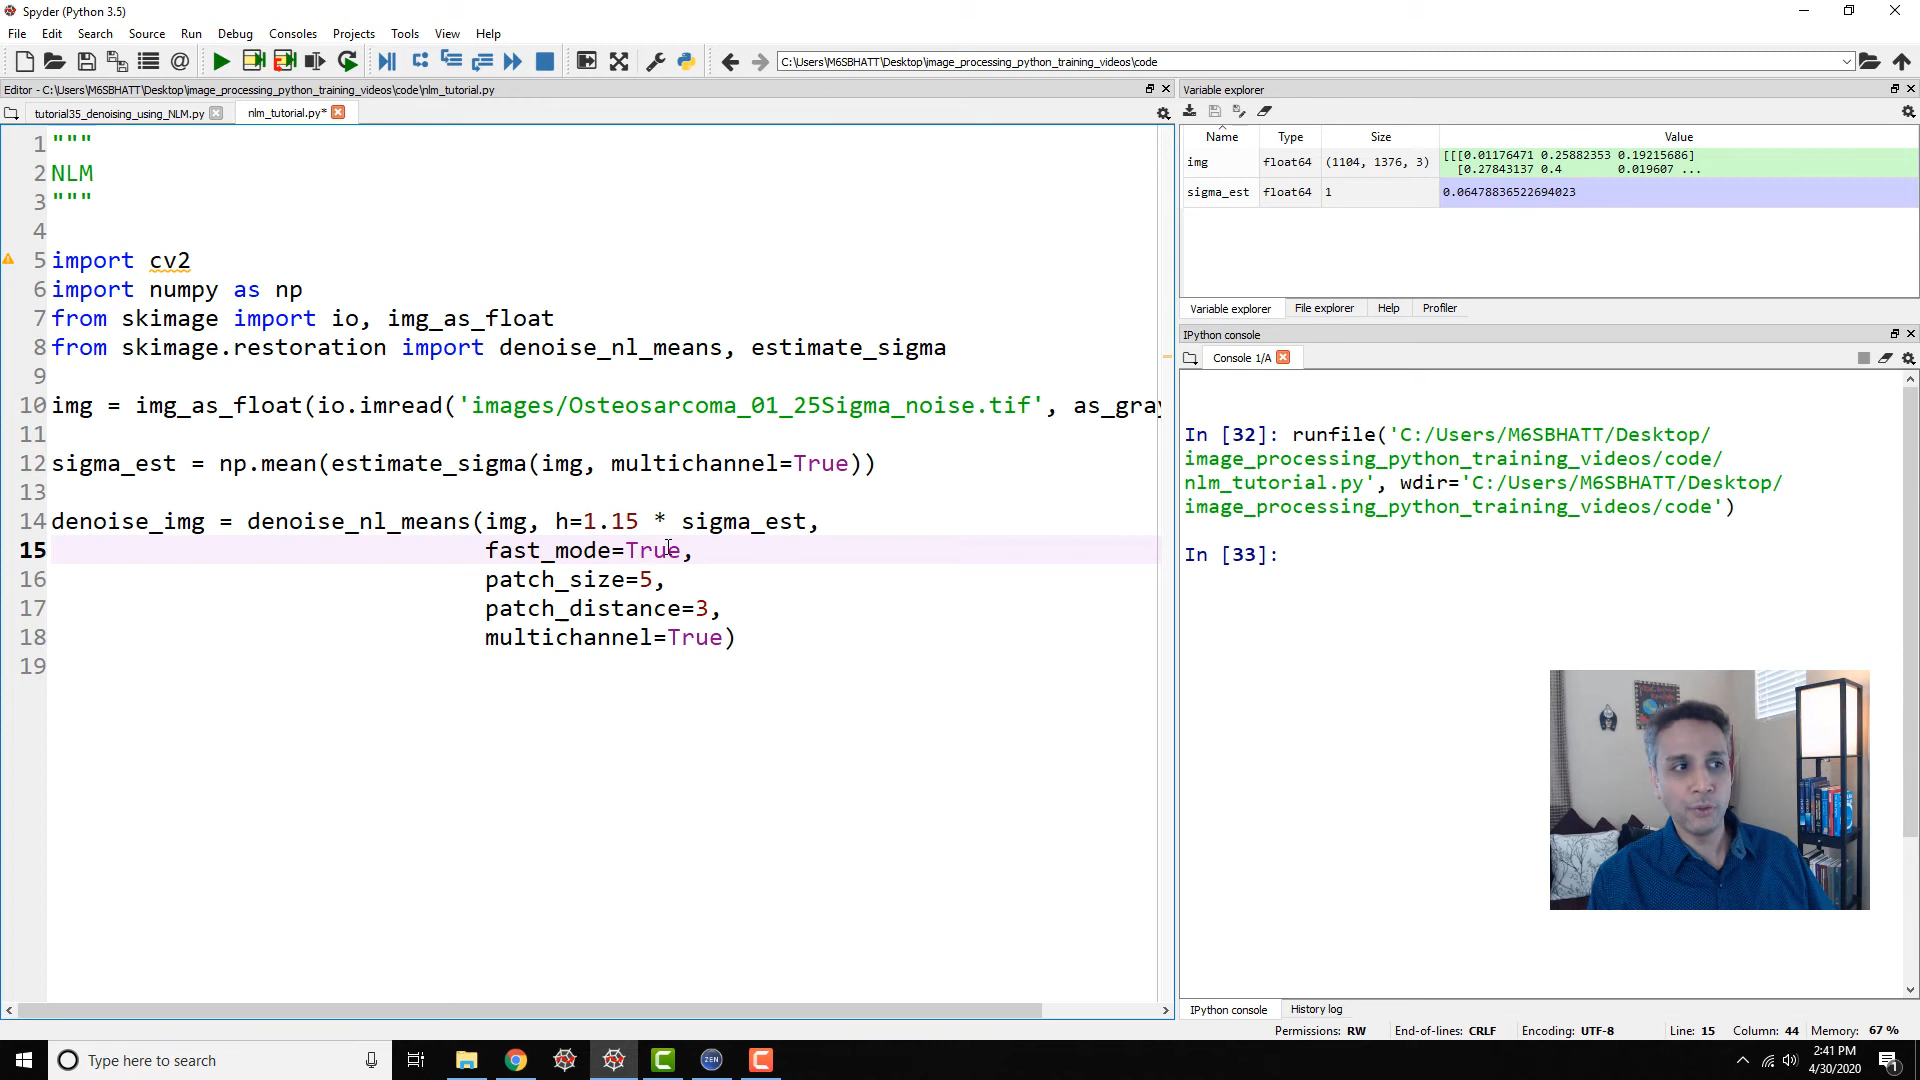 Spyder (Python 3.5)
File Edit Search Source Run Debug Consoles Projects Tools View Help
C:\Users\M6SBHATT\Desktop\image_processing_python_training_videos\code
Editor - C:\Users\M6SBHATT\Desktop\image_processing_python_training_videos\code\nlm_tutorial.py
tutorial35_denoising_using_NLM.py nlm_tutorial.py*
1 """
2 NLM
3 """
4
5 import cv2
6 import numpy as np
7 from skimage import io, img_as_float
8 from skimage.restoration import denoise_nl_means, estimate_sigma
9
10 img = img_as_float(io.imread('images/Osteosarcoma_01_25Sigma_noise.tif', as_gray
11
12 sigma_est = np.mean(estimate_sigma(img, multichannel=True))
13
14 denoise_img = denoise_nl_means(img, h=1.15 * sigma_est,
15 fast_mode=True,
16 patch_size=5,
17 patch_distance=3,
18 multichannel=True)
19
Variable explorer
Name Type Size Value
img float64 (1104, 1376, 3) [[[0.01176471 0.25882353 0.19215686]
[0.27843137 0.4 0.019607 ...
sigma_est float64 1 0.06478836522694023
Variable explorer File explorer Help Profiler
IPython console
Console 1/A
In [32]: runfile('C:/Users/M6SBHATT/Desktop/
image_processing_python_training_videos/code/
nlm_tutorial.py', wdir='C:/Users/M6SBHATT/Desktop/
image_processing_python_training_videos/code')
In [33]:
IPython console History log
Permissions: RW End-of-lines: CRLF Encoding: UTF-8 Line: 15 Column: 44 Memory: 67 %
Type here to search
ZEN
2:41 PM
4/30/2020
1